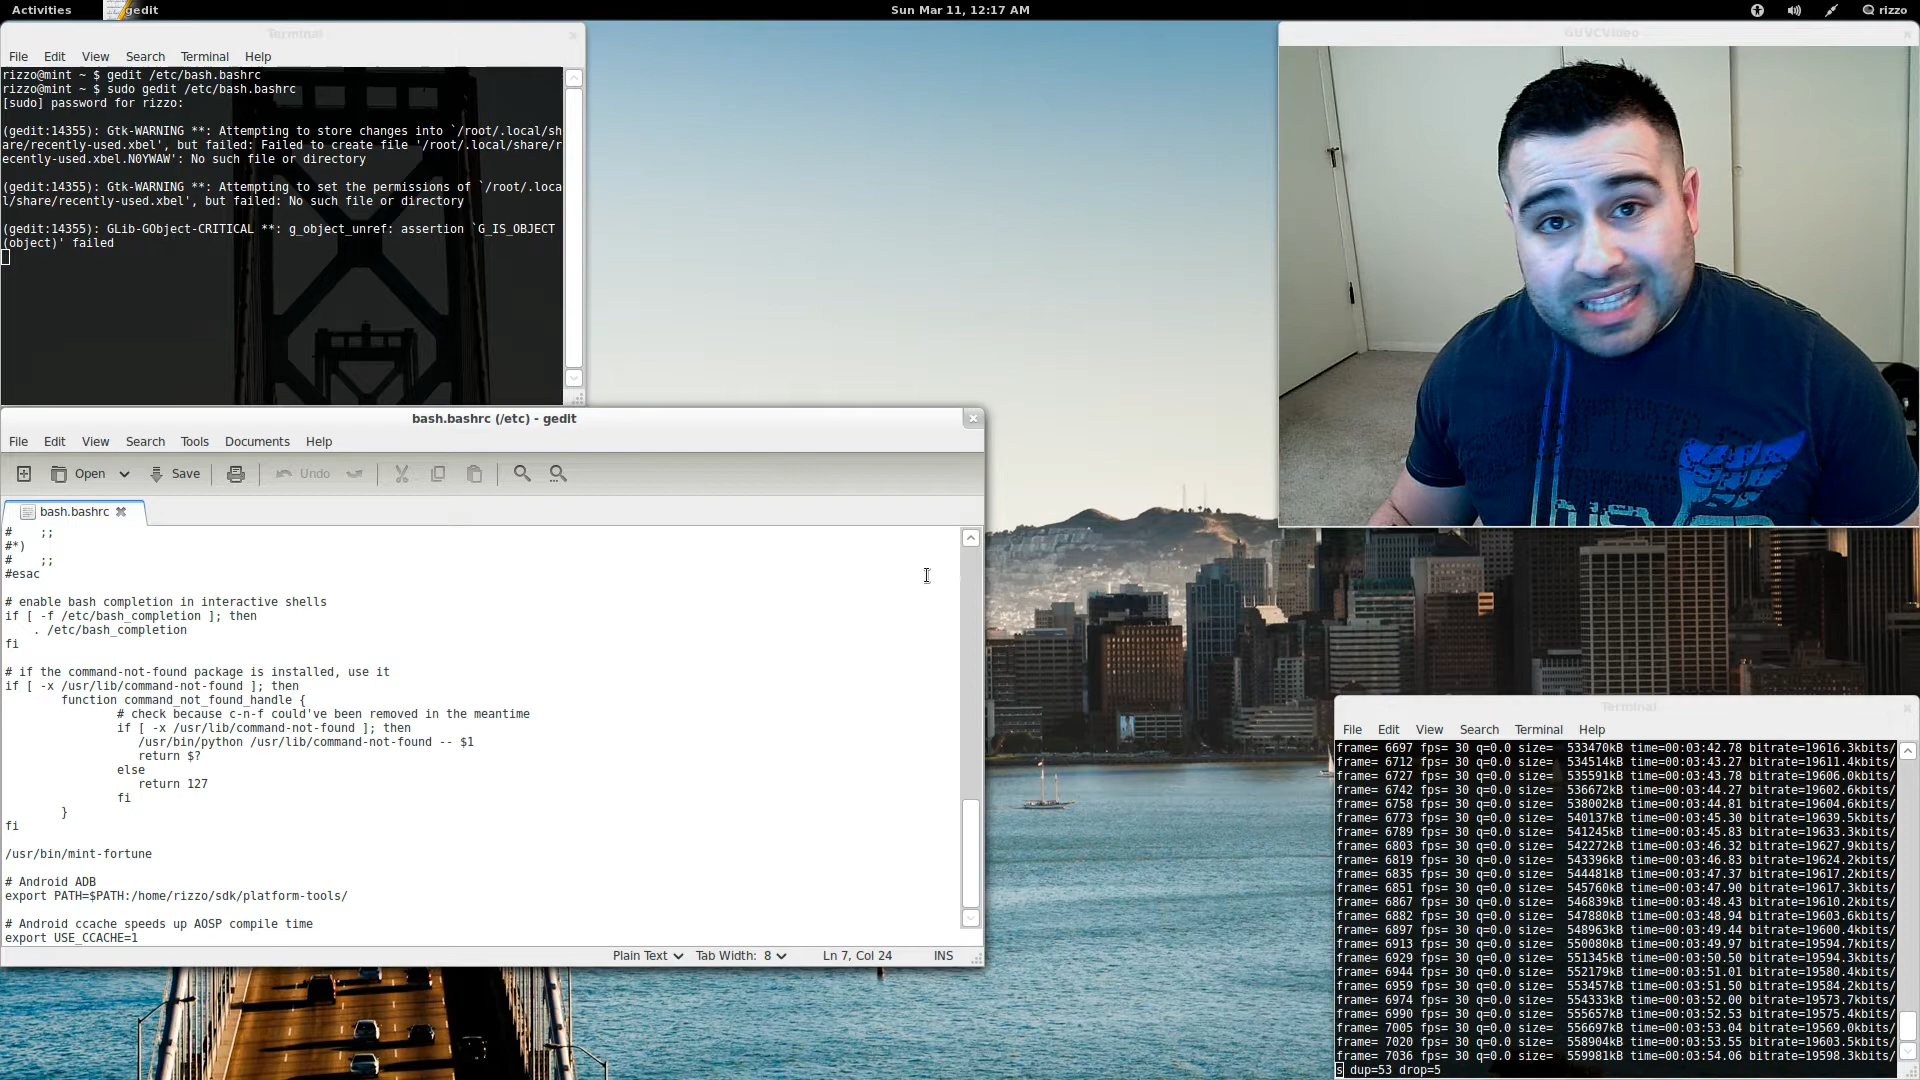 Activities
gedit
Sun Mar 11, 12:17 AM
rizzo
Terminal
File Edit View Search Terminal Help
rizzo@mint ~ $ gedit /etc/bash.bashrc
rizzo@mint ~ $ sudo gedit /etc/bash.bashrc
[sudo] password for rizzo:
(gedit:14355): Gtk-WARNING **: Attempting to store changes into `/root/.local/sh
are/recently-used.xbel', but failed: Failed to create file '/root/.local/share/r
ecently-used.xbel.N0YWAW': No such file or directory
(gedit:14355): Gtk-WARNING **: Attempting to set the permissions of `/root/.loca
l/share/recently-used.xbel', but failed: No such file or directory
(gedit:14355): GLib-GObject-CRITICAL **: g_object_unref: assertion `G_IS_OBJECT
(object)' failed
GUVCVideo
bash.bashrc (/etc) - gedit
File Edit View Search Tools Documents Help
Open Save Undo
bash.bashrc
#    ;;
#*)
#    ;;
#esac
# enable bash completion in interactive shells
if [ -f /etc/bash_completion ]; then
    . /etc/bash_completion
fi
# if the command-not-found package is installed, use it
if [ -x /usr/lib/command-not-found ]; then
        function command_not_found_handle {
                # check because c-n-f could've been removed in the meantime
                if [ -x /usr/lib/command-not-found ]; then
                   /usr/bin/python /usr/lib/command-not-found -- $1
                   return $?
                else
                   return 127
                fi
        }
fi
/usr/bin/mint-fortune
# Android ADB
export PATH=$PATH:/home/rizzo/sdk/platform-tools/
# Android ccache speeds up AOSP compile time
export USE_CCACHE=1
Plain Text Tab Width: 8 Ln 7, Col 24 INS
Terminal
File Edit View Search Terminal Help
frame= 6697 fps= 30 q=0.0 size=  533470kB time=00:03:42.78 bitrate=19616.3kbits/
frame= 6712 fps= 30 q=0.0 size=  534514kB time=00:03:43.27 bitrate=19611.4kbits/
frame= 6727 fps= 30 q=0.0 size=  535591kB time=00:03:43.78 bitrate=19606.0kbits/
frame= 6742 fps= 30 q=0.0 size=  536672kB time=00:03:44.27 bitrate=19602.6kbits/
frame= 6758 fps= 30 q=0.0 size=  538002kB time=00:03:44.81 bitrate=19604.6kbits/
frame= 6773 fps= 30 q=0.0 size=  540137kB time=00:03:45.30 bitrate=19639.5kbits/
frame= 6789 fps= 30 q=0.0 size=  541245kB time=00:03:45.83 bitrate=19633.3kbits/
frame= 6803 fps= 30 q=0.0 size=  542272kB time=00:03:46.32 bitrate=19627.9kbits/
frame= 6819 fps= 30 q=0.0 size=  543396kB time=00:03:46.83 bitrate=19624.2kbits/
frame= 6835 fps= 30 q=0.0 size=  544481kB time=00:03:47.37 bitrate=19617.2kbits/
frame= 6851 fps= 30 q=0.0 size=  545760kB time=00:03:47.90 bitrate=19617.3kbits/
frame= 6867 fps= 30 q=0.0 size=  546839kB time=00:03:48.43 bitrate=19610.2kbits/
frame= 6882 fps= 30 q=0.0 size=  547880kB time=00:03:48.94 bitrate=19603.6kbits/
frame= 6897 fps= 30 q=0.0 size=  548963kB time=00:03:49.44 bitrate=19600.4kbits/
frame= 6913 fps= 30 q=0.0 size=  550080kB time=00:03:49.97 bitrate=19594.7kbits/
frame= 6929 fps= 30 q=0.0 size=  551345kB time=00:03:50.50 bitrate=19594.3kbits/
frame= 6944 fps= 30 q=0.0 size=  552179kB time=00:03:51.01 bitrate=19580.4kbits/
frame= 6959 fps= 30 q=0.0 size=  553457kB time=00:03:51.50 bitrate=19584.2kbits/
frame= 6974 fps= 30 q=0.0 size=  554333kB time=00:03:52.00 bitrate=19573.7kbits/
frame= 6990 fps= 30 q=0.0 size=  555657kB time=00:03:52.53 bitrate=19575.4kbits/
frame= 7005 fps= 30 q=0.0 size=  556697kB time=00:03:53.04 bitrate=19569.0kbits/
frame= 7020 fps= 30 q=0.0 size=  558904kB time=00:03:53.55 bitrate=19603.5kbits/
frame= 7036 fps= 30 q=0.0 size=  559981kB time=00:03:54.06 bitrate=19598.3kbits/
s dup=53 drop=5